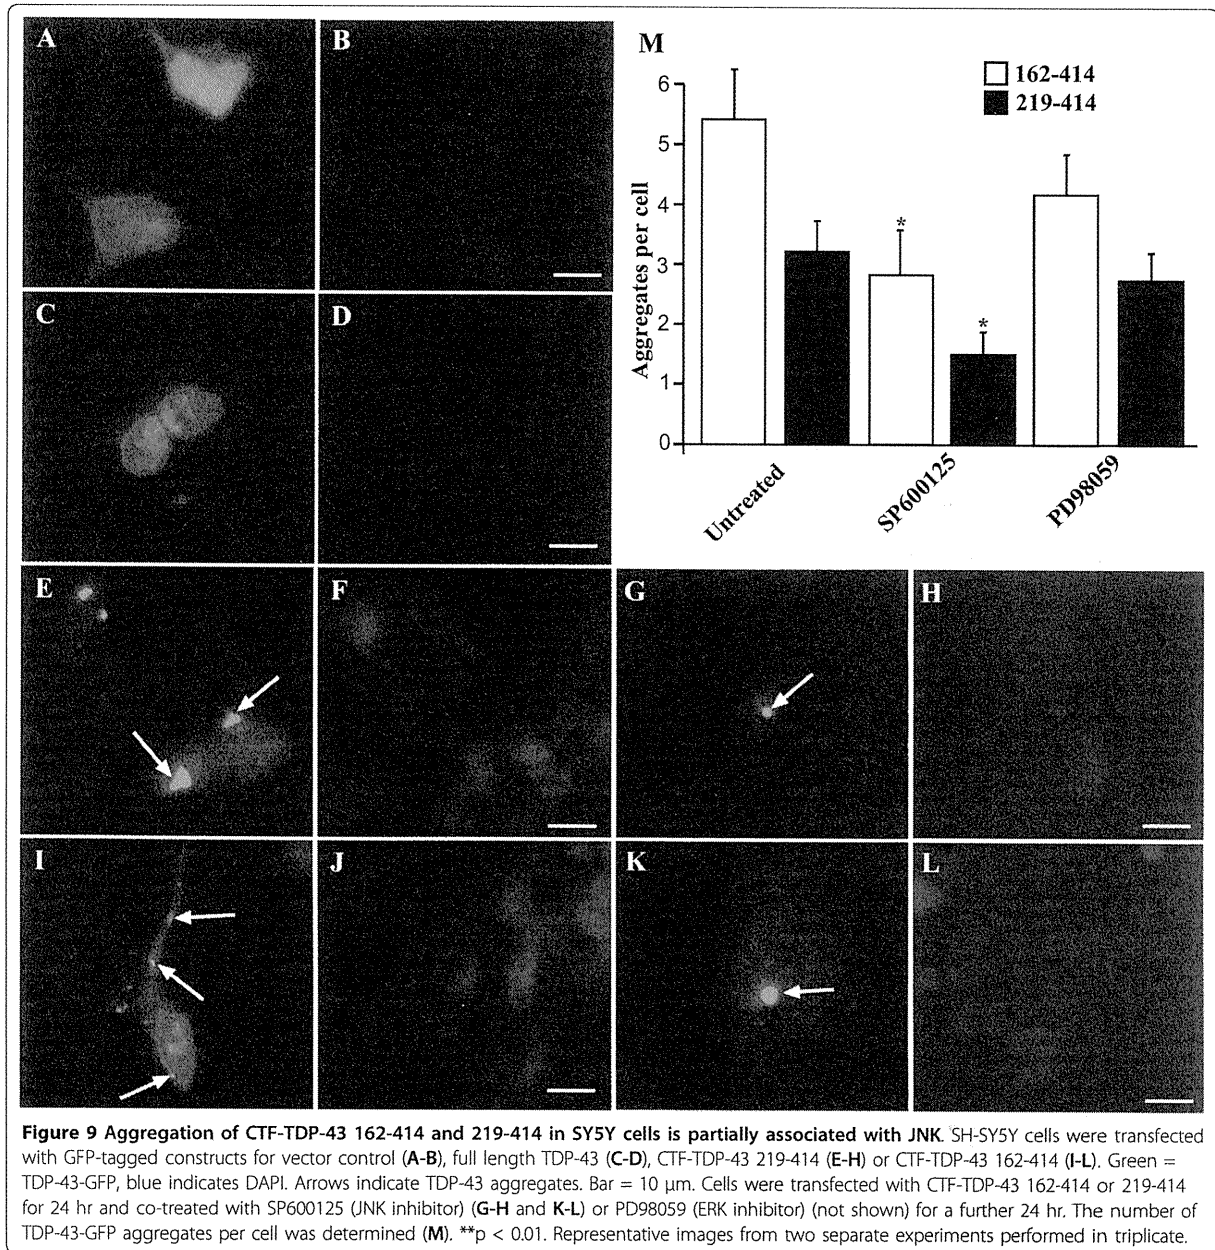 A
B
M
162-414
219-414
6
5
4
3
2
1
0
Aggregates per cell
*
*
Untreated
SP600125
PD98059
C
D
E
F
G
H
I
J
K
L
Figure 9 Aggregation of CTF-TDP-43 162-414 and 219-414 in SY5Y cells is partially associated with JNK. SH-SY5Y cells were transfected
with GFP-tagged constructs for vector control (A-B), full length TDP-43 (C-D), CTF-TDP-43 219-414 (E-H) or CTF-TDP-43 162-414 (I-L). Green =
TDP-43-GFP, blue indicates DAPI. Arrows indicate TDP-43 aggregates. Bar = 10 μm. Cells were transfected with CTF-TDP-43 162-414 or 219-414
for 24 hr and co-treated with SP600125 (JNK inhibitor) (G-H and K-L) or PD98059 (ERK inhibitor) (not shown) for a further 24 hr. The number of
TDP-43-GFP aggregates per cell was determined (M). **p < 0.01. Representative images from two separate experiments performed in triplicate.